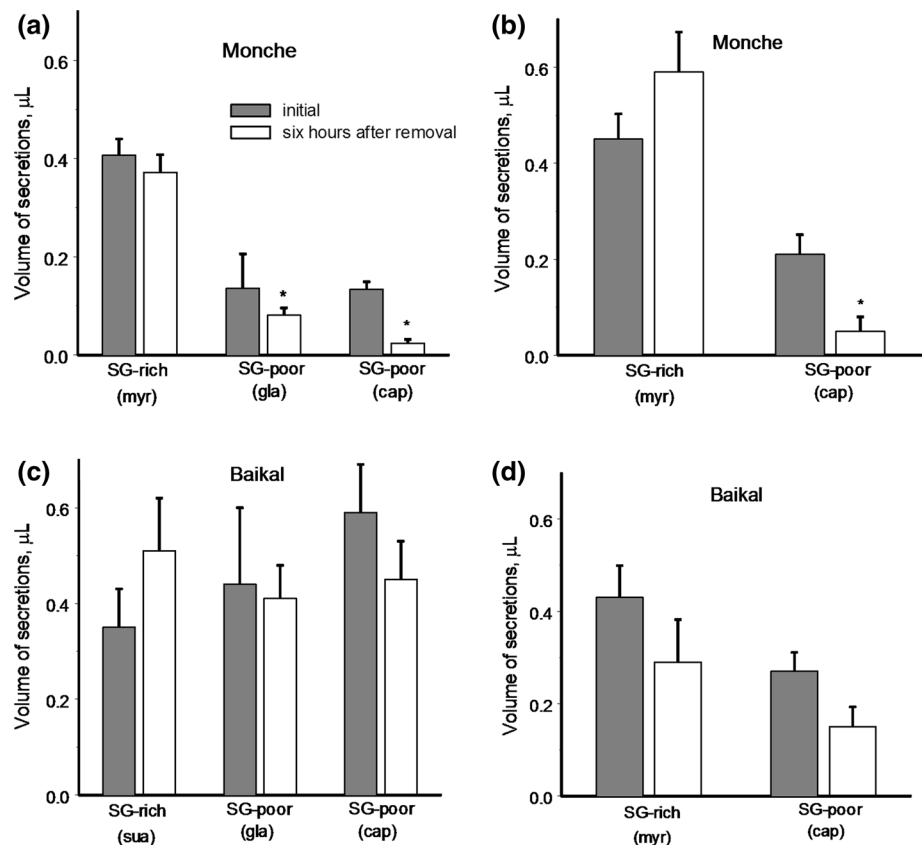 (a)
Monche
initial
six hours after removal
Volume of secretions, µL
0.6
0.4
0.2
0.0
*
*
SG-rich SG-poor SG-poor
(myr) (gla) (cap)
(b)
Monche
Volume of secretions, µL
0.6
0.4
0.2
0.0
*
SG-rich SG-poor
(myr) (cap)
(c)
Baikal
Volume of secretions, µL
0.6
0.4
0.2
0.0
SG-rich SG-poor SG-poor
(sua) (gla) (cap)
(d)
Baikal
Volume of secretions, µL
0.6
0.4
0.2
0.0
SG-rich SG-poor
(myr) (cap)